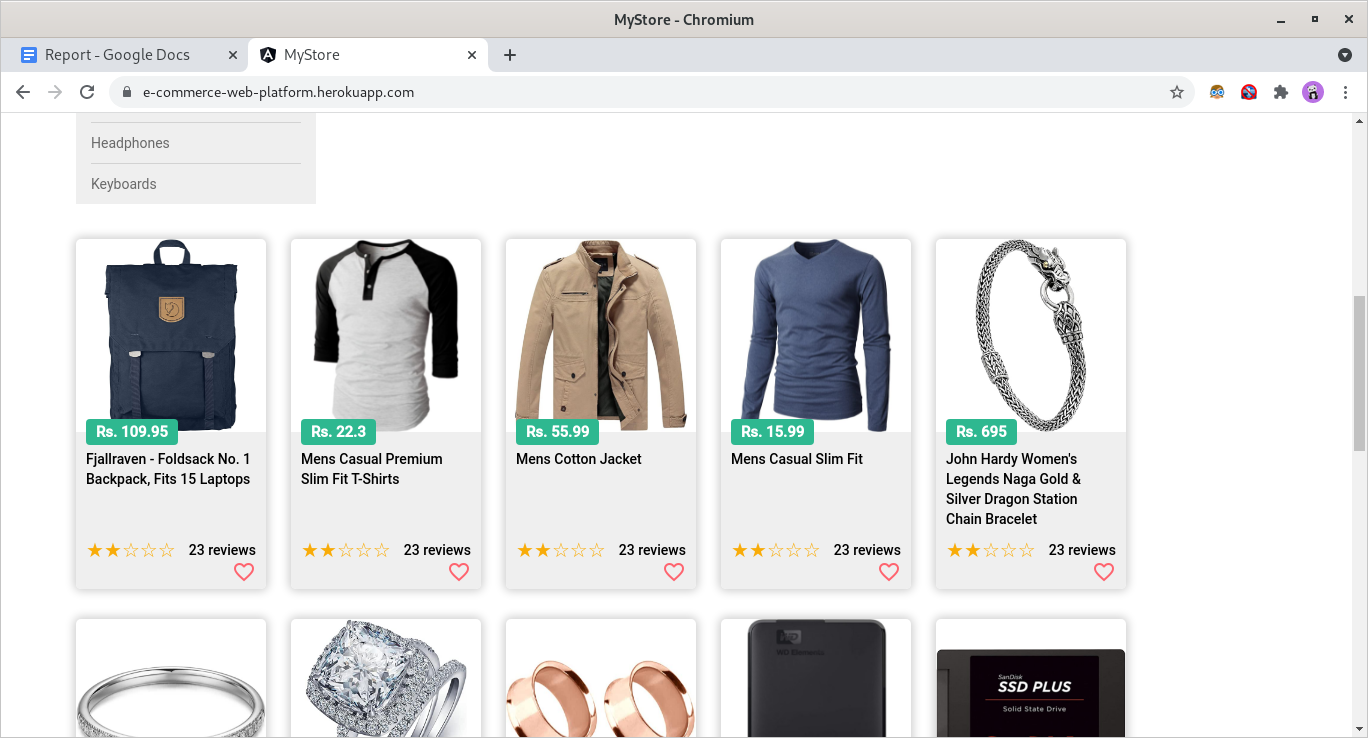 MyStore - Chromium
Report - Google Docs
MyStore
e-commerce-web-platform.herokuapp.com
Headphones
Keyboards
Rs. 109.95
Fjallraven - Foldsack No. 1
Backpack, Fits 15 Laptops
23 reviews
Rs. 22.3
Mens Casual Premium
Slim Fit T-Shirts
23 reviews
Rs. 55.99
Mens Cotton Jacket
23 reviews
Rs. 15.99
Mens Casual Slim Fit
23 reviews
Rs. 695
John Hardy Women's
Legends Naga Gold &
Silver Dragon Station
Chain Bracelet
23 reviews
WD
WD Elements
SanDisk
SSD PLUS
Solid State Drive